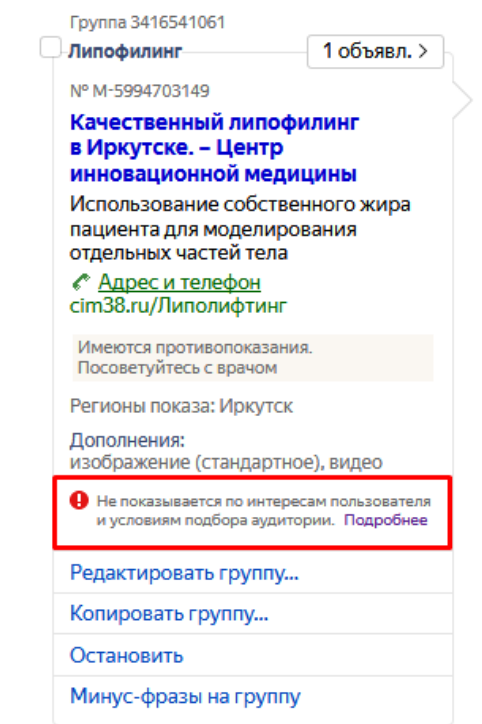 Группа 3416541061
Липофилинг
1 объявл. >
№ M-5994703149
Качественный липофилинг
в Иркутске. – Центр
инновационной медицины
Использование собственного жира
пациента для моделирования
отдельных частей тела
Адрес и телефон
cim38.ru/Липолифтинг
Имеются противопоказания.
Посоветуйтесь с врачом
Регионы показа: Иркутск
Дополнения:
изображение (стандартное), видео
Не показывается по интересам пользователя
и условиям подбора аудитории. Подробнее
Редактировать группу...
Копировать группу...
Остановить
Минус-фразы на группу